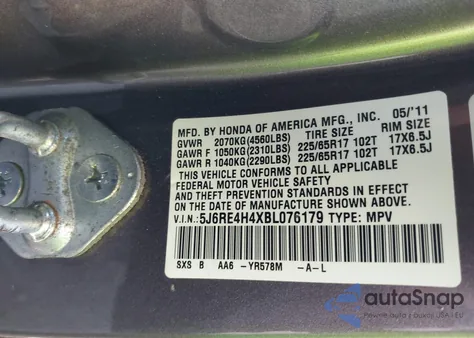 MFD. BY HONDA OF AMERICA MFG., INC. 05/'11
GVWR 2070KG(4560LBS) TIRE SIZE RIM SIZE
GAWR F 1050KG(2310LBS) 225/65R17 102T 17X6.5J
GAWR R 1040KG(2290LBS) 225/65R17 102T 17X6.5J
THIS VEHICLE CONFORMS TO ALL APPLICABLE
FEDERAL MOTOR VEHICLE SAFETY
AND THEFT PREVENTION STANDARDS IN EFFECT
ON THE DATE OF MANUFACTURE SHOWN ABOVE.
V.I.N: 5J6RE4H4XBL076179 TYPE: MPV
SXS B AA6 -YR578M -A-L
autoSnap